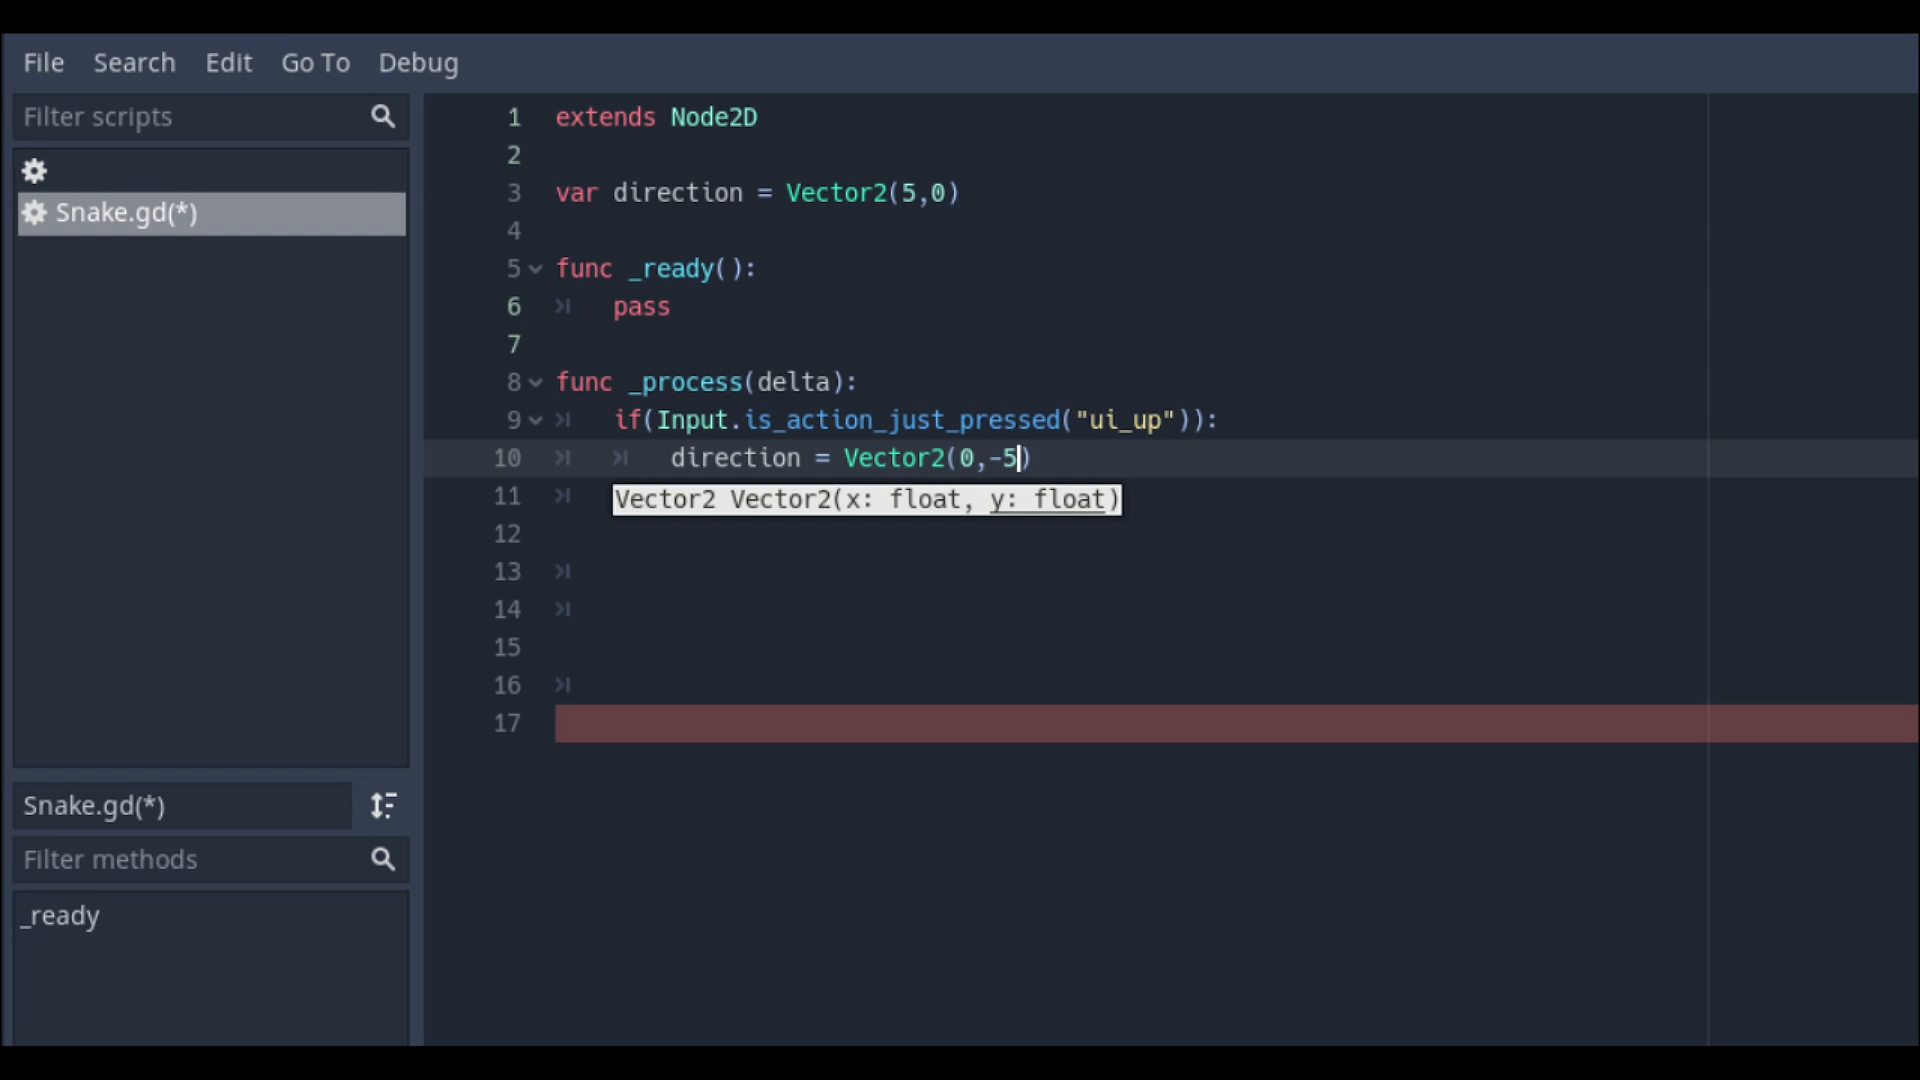 File Search Edit Go To Debug
Filter scripts
Snake.gd(*)
Snake.gd(*)
Filter methods
_ready
1 extends Node2D
2
3 var direction = Vector2(5,0)
4
5 func _ready():
6 pass
7
8 func _process(delta):
9 if(Input.is_action_just_pressed("ui_up")):
10 direction = Vector2(0,-5)
11 Vector2 Vector2(x: float, y: float)
12
13
14
15
16
17